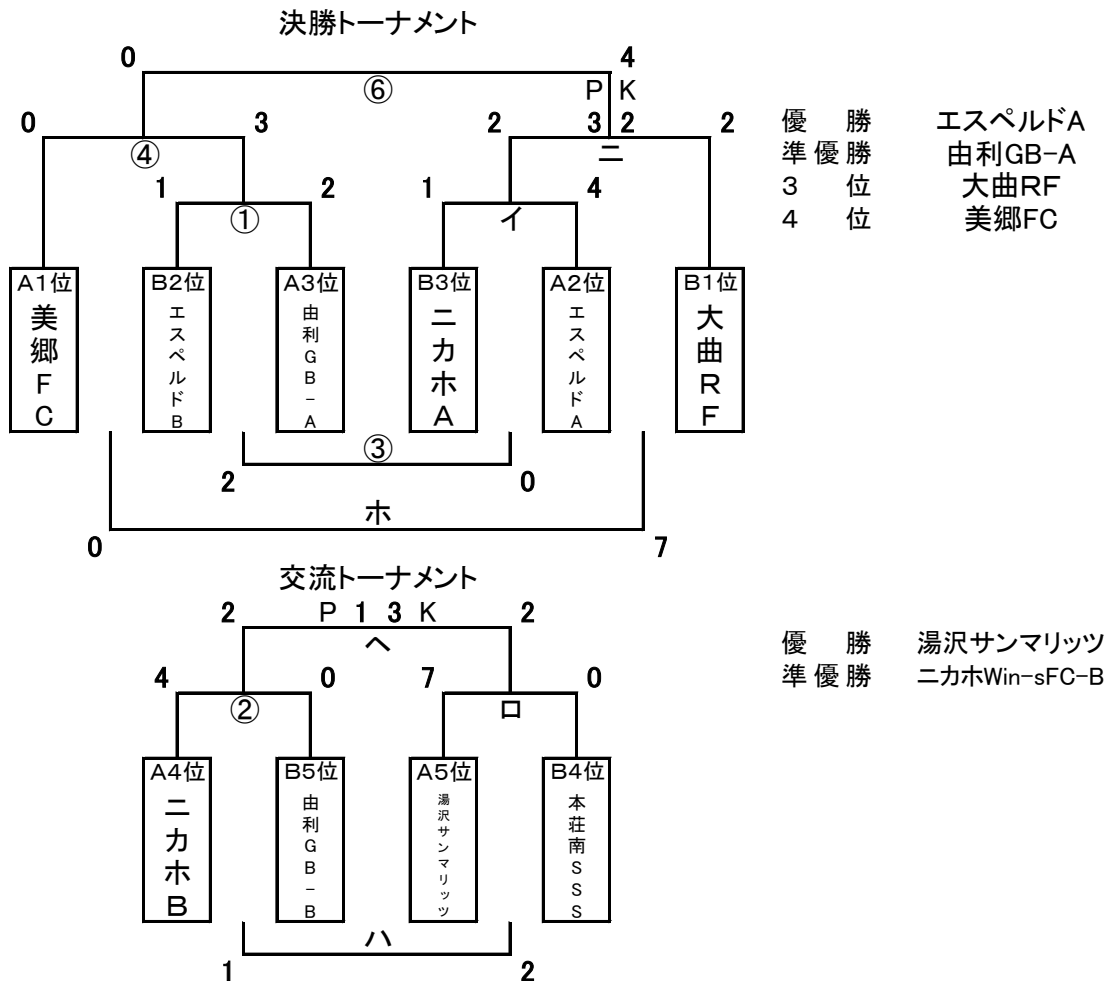 決勝トーナメント
0 4
⑥ P K
0 3 2 3 2 2
④ ニ
1 2 1 4
① イ
優 勝 エスペルドA
準優勝 由利GB-A
3 位 大曲RF
4 位 美郷FC
A1位 B2位 A3位 B3位 A2位 B1位
美郷FC
エスペルドB
由利GB-A
ニカホA
エスペルドA
大曲RF
③
2 0
ホ
0 7
交流トーナメント
2 P 1 3 K 2
ヘ
4 0 7 0
② ロ
優 勝 湯沢サンマリッツ
準優勝 ニカホWin-sFC-B
A4位 B5位 A5位 B4位
ニカホB
由利GB-B
湯沢サンマリッツ
本荘南SSS
ハ
1 2